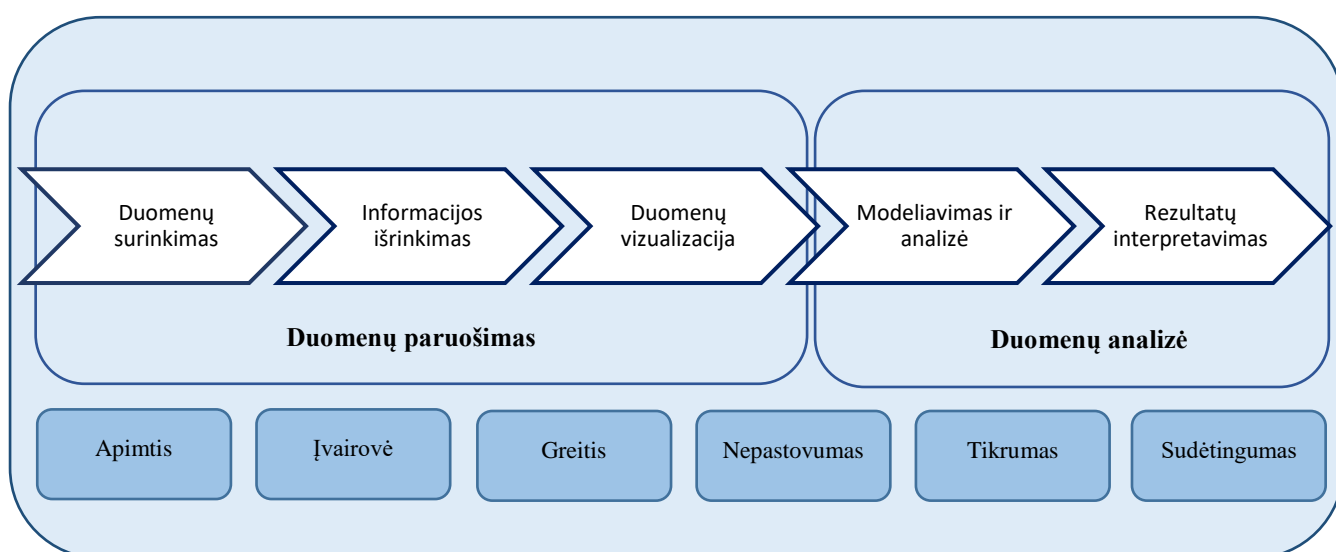 Duomenų
surinkimas
Informacijos
išrinkimas
Duomenų
vizualizacija
Modeliavimas ir
analizė
Rezultatų
interpretavimas
Duomenų paruošimas
Duomenų analizė
Apimtis
Įvairovė
Greitis
Nepastovumas
Tikrumas
Sudėtingumas